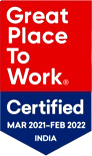 Great
Place
To
Work®
Certified
MAR 2021–FEB 2022
INDIA